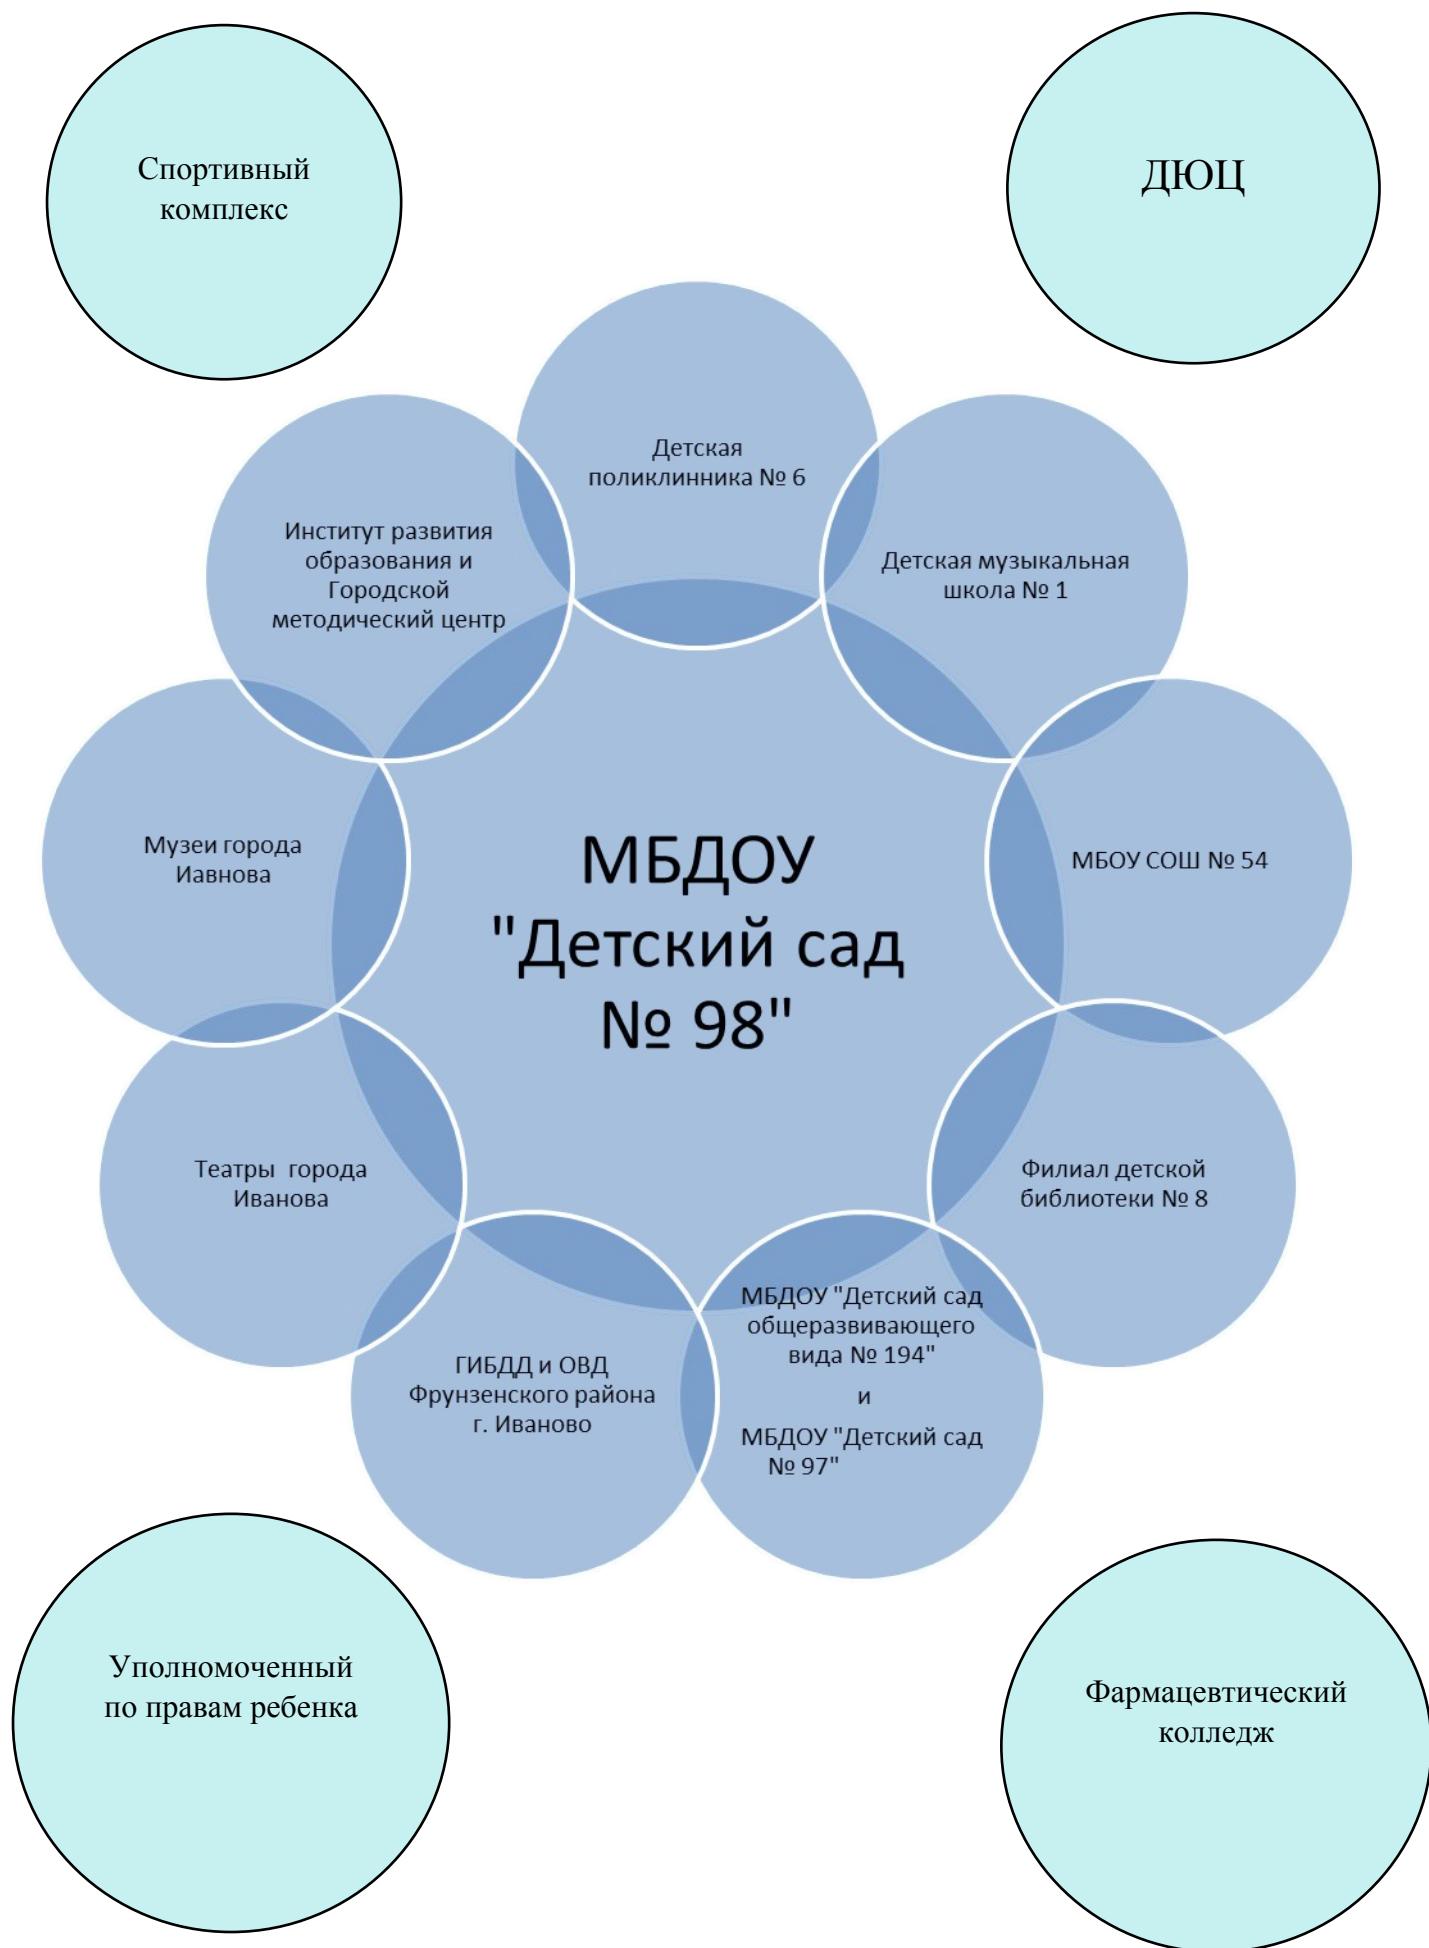 Спортивный
комплекс
ДЮЦ
Детская
поликлинника № 6
Институт развития
образования и
Городской
методический центр
Детская музыкальная
школа № 1
Музеи города
Иавнова
МБДОУ
"Детский сад
№ 98"
МБОУ СОШ № 54
Театры города
Иванова
Филиал детской
библиотеки № 8
ГИБДД и ОВД
Фрунзенского района
г. Иваново
МБДОУ "Детский сад
общеразвивающего
вида № 194"
и
МБДОУ "Детский сад
№ 97"
Уполномоченный
по правам ребенка
Фармацевтический
колледж